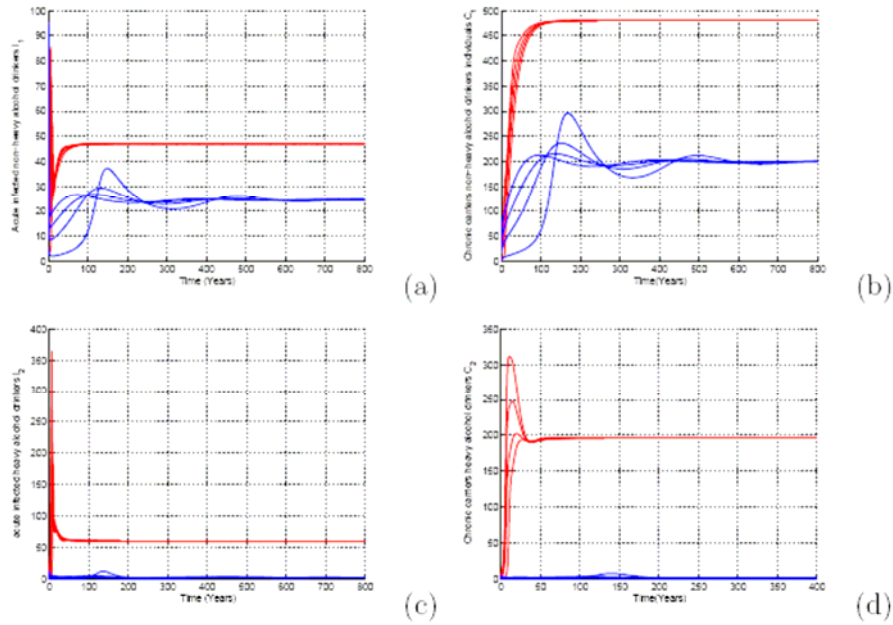 Acute infected non-heavy alcohol drinkers I1
100
90
80
70
60
50
40
30
20
10
0
0 100 200 300 400 500 600 700 800
Time (Years)
(a)
Chronic carriers non-heavy alcohol drinkers individuals C1
500
450
400
350
300
250
200
150
100
50
0
0 100 200 300 400 500 600 700 800
Time(Years)
(b)
acute infected heavy alcohol drinkers I2
400
350
300
250
200
150
100
50
0
0 100 200 300 400 500 600 700 800
Time (Years)
(c)
Chronic carriers heavy alcohol drinkers C2
350
300
250
200
150
100
50
0
0 50 100 150 200 250 300 350 400
Time(Years)
(d)